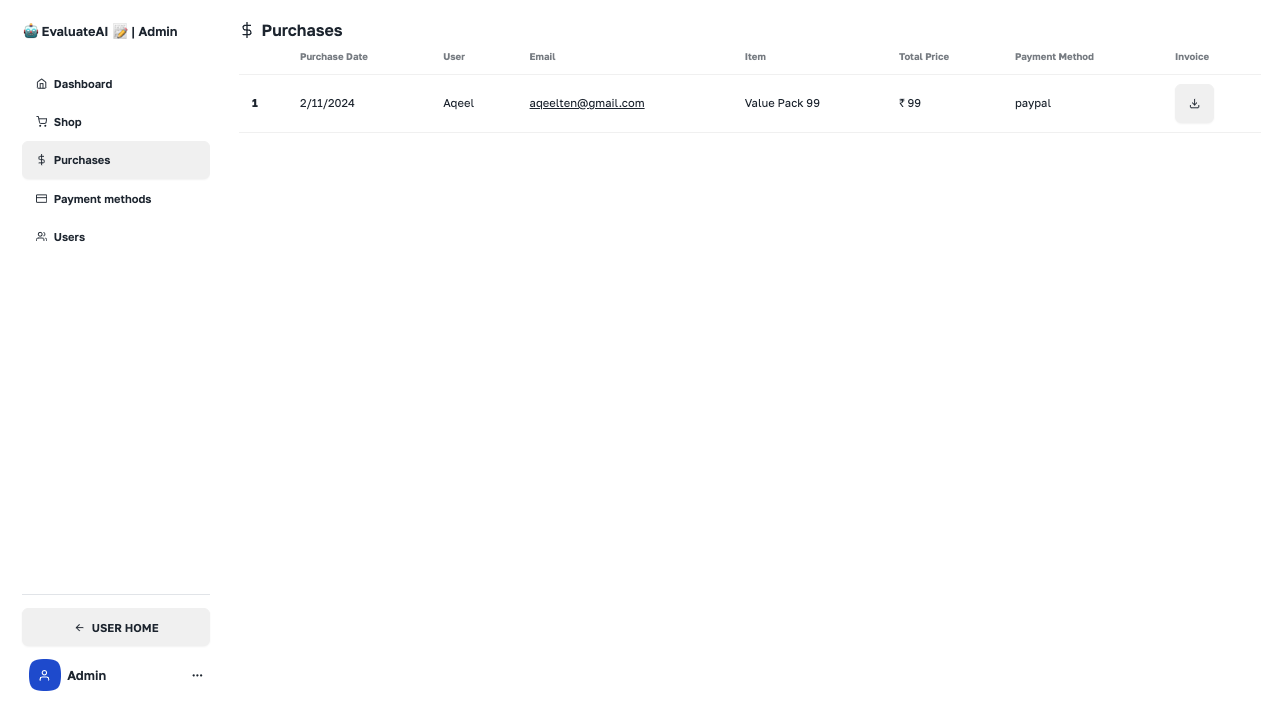 EvaluateAI 📝 | Admin
Dashboard
Shop
Purchases
Payment methods
Users
USER HOME
Admin
Purchases
Purchase Date User Email Item Total Price Payment Method Invoice
1 2/11/2024 Aqeel aqeelten@gmail.com Value Pack 99 ₹ 99 paypal